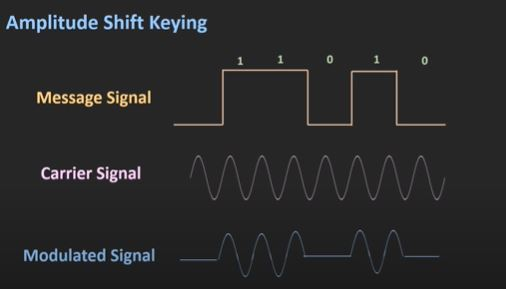 Amplitude Shift Keying
1 1 0 1 0
Message Signal
Carrier Signal
Modulated Signal